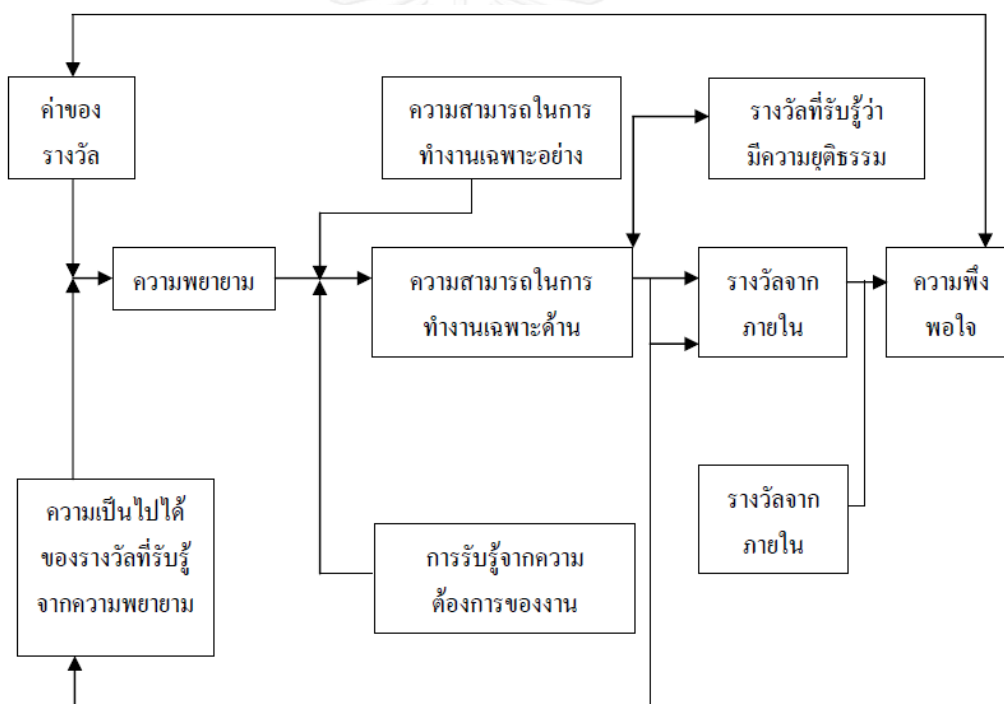 ค่าของ
รางวัล
ความสามารถในการ
ทำงานเฉพาะอย่าง
รางวัลที่รับรู้ว่า
มีความยุติธรรม
ความพยายาม
ความสามารถในการ
ทำงานเฉพาะด้าน
รางวัลจาก
ภายใน
ความพึง
พอใจ
ความเป็นไปได้
ของรางวัลที่รับรู้
จากความพยายาม
การรับรู้จากความ
ต้องการของงาน
รางวัลจาก
ภายใน